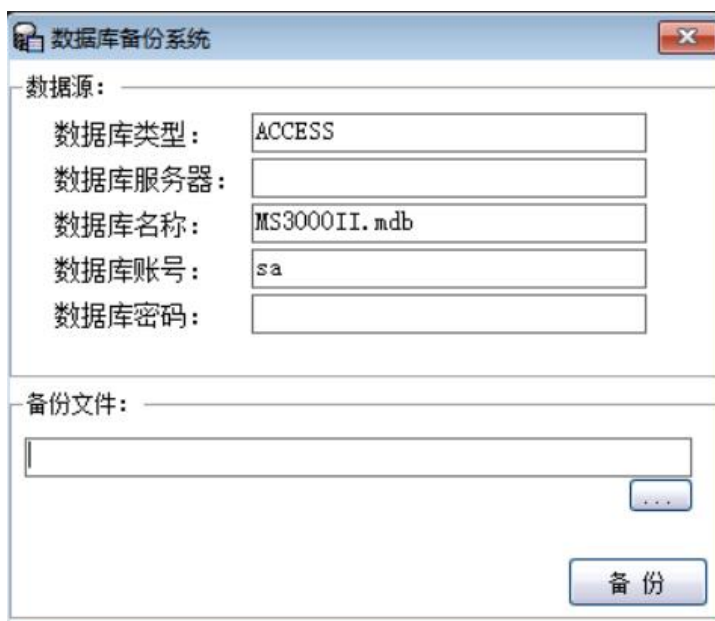 数据库备份系统
数据源：
数据库类型： ACCESS
数据库服务器：
数据库名称： MS3000II.mdb
数据库账号： sa
数据库密码：
备份文件：
...
备 份